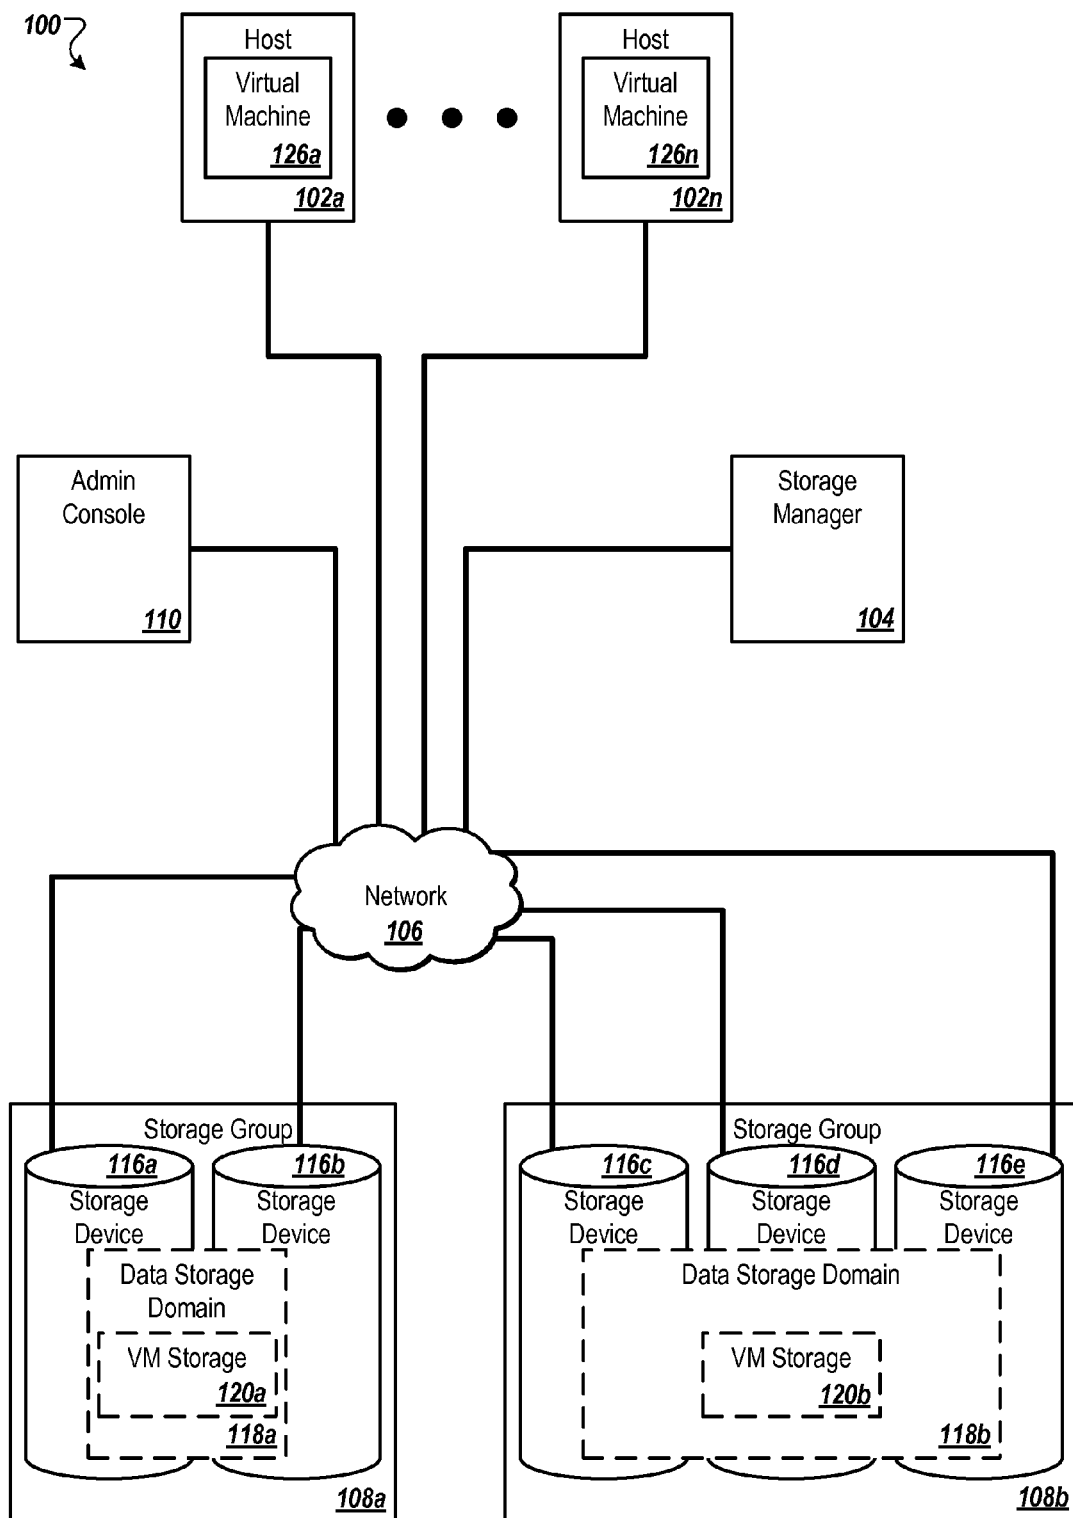 100
Host
Virtual
Machine
126a
102a
Host
Virtual
Machine
126n
102n
Admin
Console
110
Storage
Manager
104
Network
106
Storage Group
116a
Storage
Device
116b
Storage
Device
Data Storage
Domain
VM Storage
120a
118a
108a
Storage Group
116c
Storage
Device
116d
Storage
Device
116e
Storage
Device
Data Storage Domain
VM Storage
120b
118b
108b